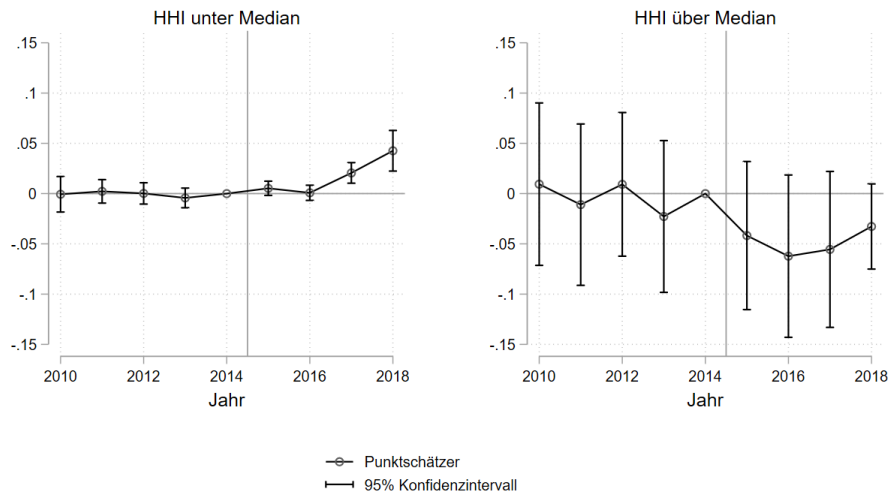 HHI unter Median
.15
.1
.05
0
-.05
-.1
-.15
2010 2012 2014 2016 2018
Jahr
HHI über Median
.15
.1
.05
0
-.05
-.1
-.15
2010 2012 2014 2016 2018
Jahr
Punktschätzer
95% Konfidenzintervall